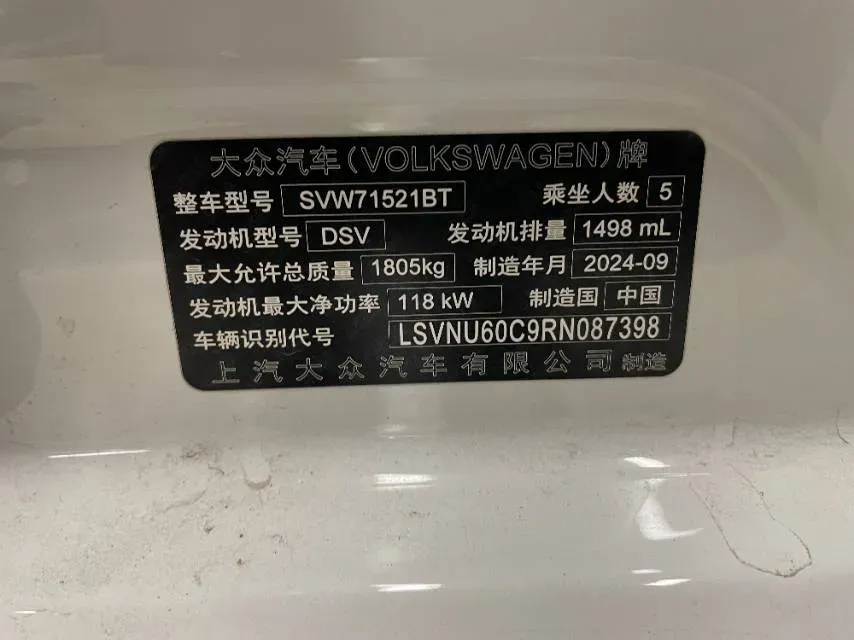 大众汽车(VOLKSWAGEN)牌
整车型号 SVW71521BT 乘坐人数 5
发动机型号 DSV 发动机排量 1498 mL
最大允许总质量 1805kg 制造年月 2024-09
发动机最大净功率 118 kW 制造国 中国
车辆识别代号 LSVNU60C9RN087398
上汽大众汽车有限公司 制造